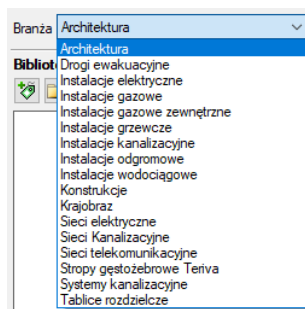 Branża Architektura
Architektura
Bibliot Drogi ewakuacyjne
Instalacje elektryczne
Instalacje gazowe
Instalacje gazowe zewnętrzne
Instalacje grzewcze
Instalacje kanalizacyjne
Instalacje odgromowe
Instalacje wodociągowe
Konstrukcje
Krajobraz
Sieci elektryczne
Sieci Kanalizacyjne
Sieci telekomunikacyjne
Stropy gęstożebrowe Teriva
Systemy kanalizacyjne
Tablice rozdzielcze